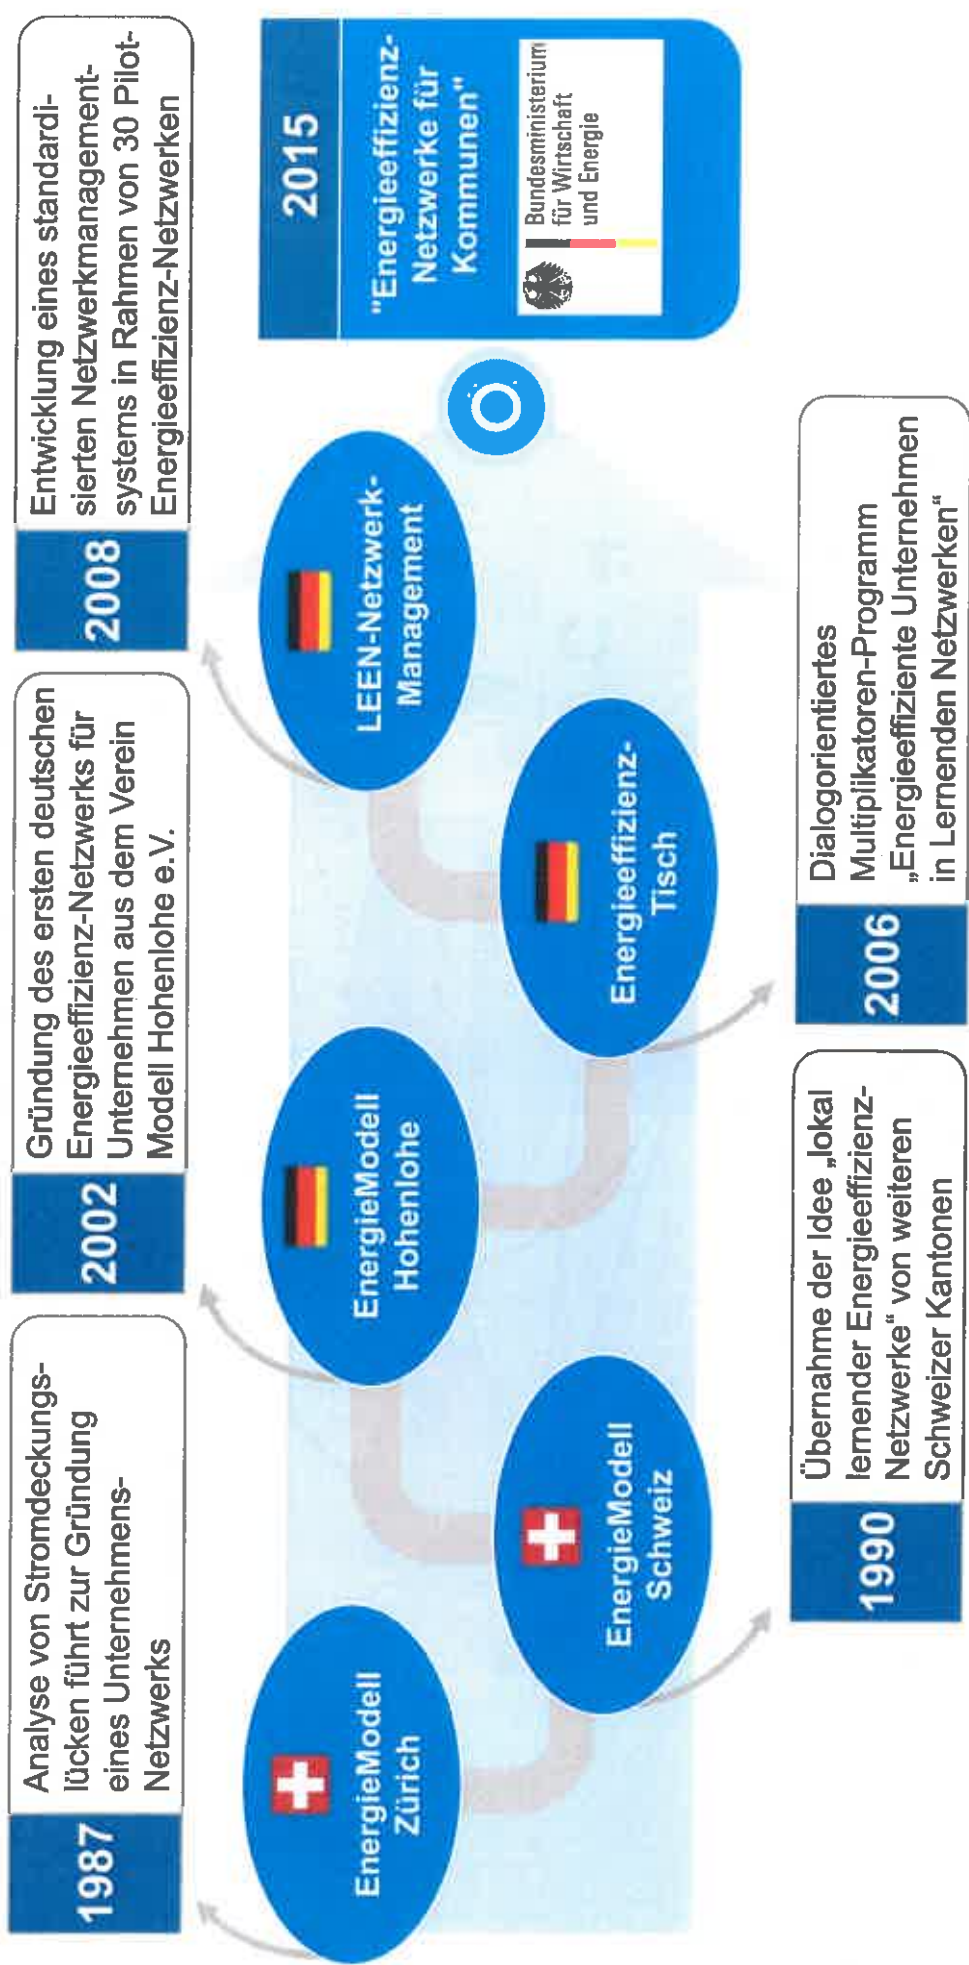 1987
Analyse von Stromdeckungs-
lücken führt zur Gründung
eines Unternehmens-
Netzwerks
2002
Gründung des ersten deutschen
Energieeffizienz-Netzwerks für
Unternehmen aus dem Verein
Modell Hohenlohe e.V.
2008
Entwicklung eines standardi-
sierten Netzwerkmanagement-
systems in Rahmen von 30 Pilot-
Energieeffizienz-Netzwerken
EnergieModell
Zürich
EnergieModell
Hohenlohe
LEEN-Netzwerk-
Management
2015
"Energieeffizienz-
Netzwerke für
Kommunen"
Bundesministerium
für Wirtschaft
und Energie
EnergieModell
Schweiz
Energieeffizienz-
Tisch
1990
Übernahme der Idee „lokal
lernender Energieeffizienz-
Netzwerke“ von weiteren
Schweizer Kantonen
2006
Dialogorientiertes
Multiplikatoren-Programm
„Energieeffiziente Unternehmen
in Lernenden Netzwerken“